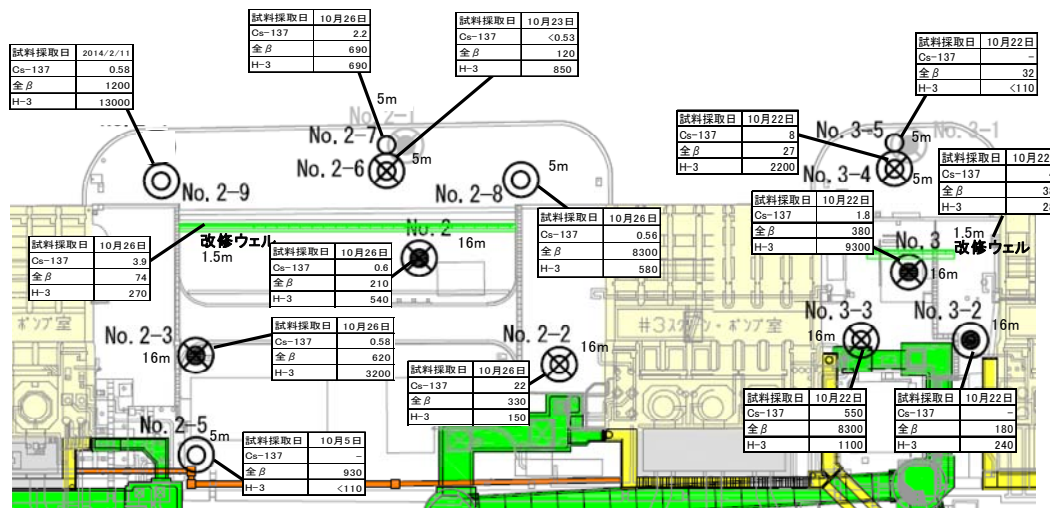 試料採取日 10月26日
Cs-137 2.2
全β 690
H-3 690
試料採取日 10月23日
Cs-137 <0.53
全β 120
H-3 850
試料採取日 10月22日
Cs-137 -
全β 32
H-3 <110
試料採取日 2014/2/11
Cs-137 0.58
全β 1200
H-3 13000
試料採取日 10月22日
Cs-137 8
全β 27
H-3 2200
5m
No. 2-1
No. 2-7
No. 2-6
5m
No. 3-5
5m
No. 3-1
No. 3-4
5m
No. 2-9
No. 2-8
5m
試料採取日 10月22
Cs-137
全β
H-3
試料採取日 10月22日
Cs-137 1.8
全β 380
H-3 9300
試料採取日 10月26日
Cs-137 0.56
全β 8300
H-3 580
改修ウェル
1.5m
No. 2
16m
1.5m
改修ウェル
No. 3
16m
試料採取日 10月26日
Cs-137 3.9
全β 74
H-3 270
試料採取日 10月26日
Cs-137 0.6
全β 210
H-3 540
ポンプ室
No. 2-3
16m
試料採取日 10月26日
Cs-137 0.58
全β 620
H-3 3200
No. 2-2
16m
#3スクリーン・ポンプ室
No. 3-3
16m
No. 3-2
16m
試料採取日 10月26日
Cs-137 22
全β 330
H-3 150
試料採取日 10月22日
Cs-137 550
全β 8300
H-3 1100
試料採取日 10月22日
Cs-137 -
全β 180
H-3 240
No. 2-5
5m
試料採取日 10月5日
Cs-137 -
全β 930
H-3 <110